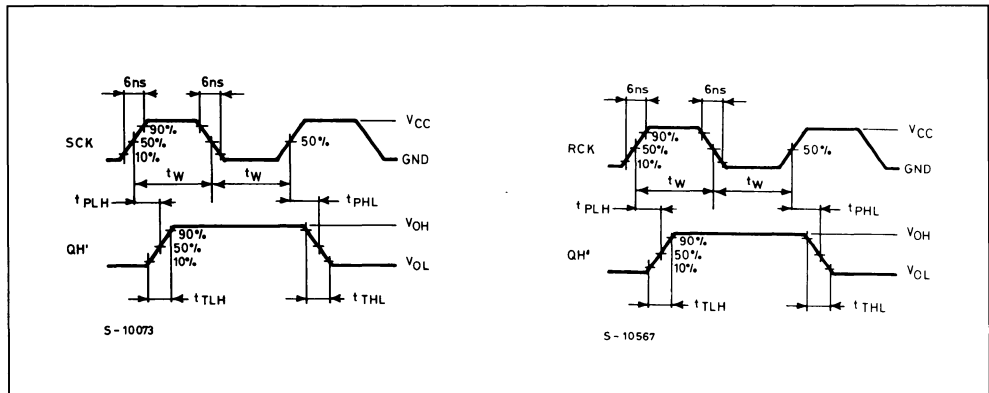 6ns 6ns
90%
SCK 50% 50%
10%
VCC
GND
tW tW
tPLH tPHL
QH'
90%
50%
10%
VOH
VOL
tTLH tTHL
S-10073
6ns 6ns
90%
RCK 50% 50%
10%
VCC
GND
tW tW
tPLH tPHL
90%
50%
10%
VOH
VOL
tTLH tTHL
S-10567